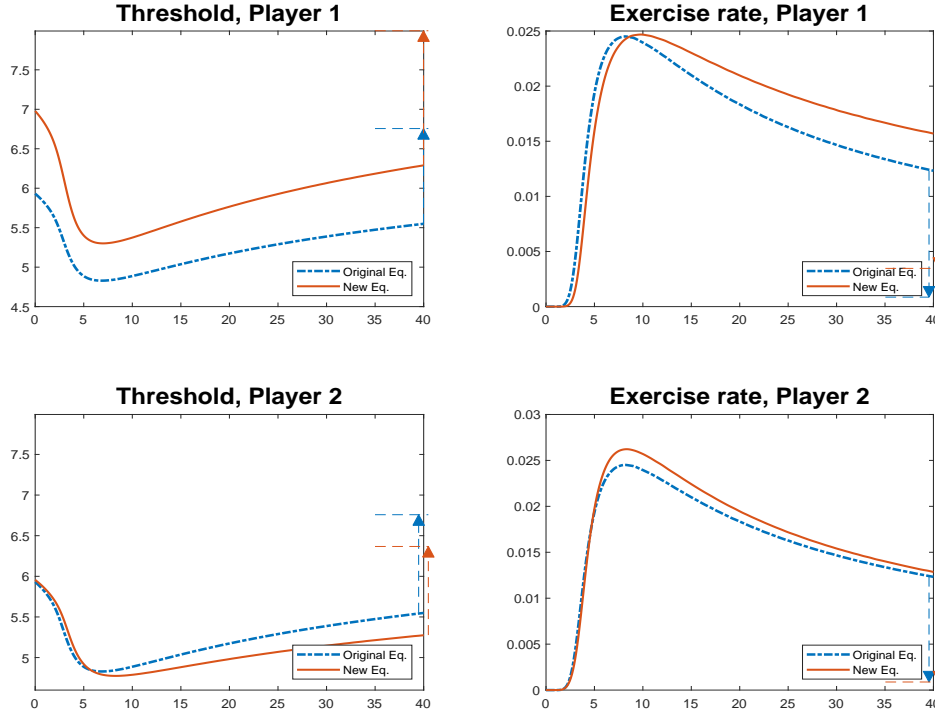 Threshold, Player 1
7.5
7
6.5
6
5.5
5
4.5
0 5 10 15 20 25 30 35 40
Original Eq.
New Eq.
Exercise rate, Player 1
0.025
0.02
0.015
0.01
0.005
0
0 5 10 15 20 25 30 35 40
Original Eq.
New Eq.
Threshold, Player 2
7.5
7
6.5
6
5.5
5
0 5 10 15 20 25 30 35 40
Original Eq.
New Eq.
Exercise rate, Player 2
0.03
0.025
0.02
0.015
0.01
0.005
0
0 5 10 15 20 25 30 35 40
Original Eq.
New Eq.